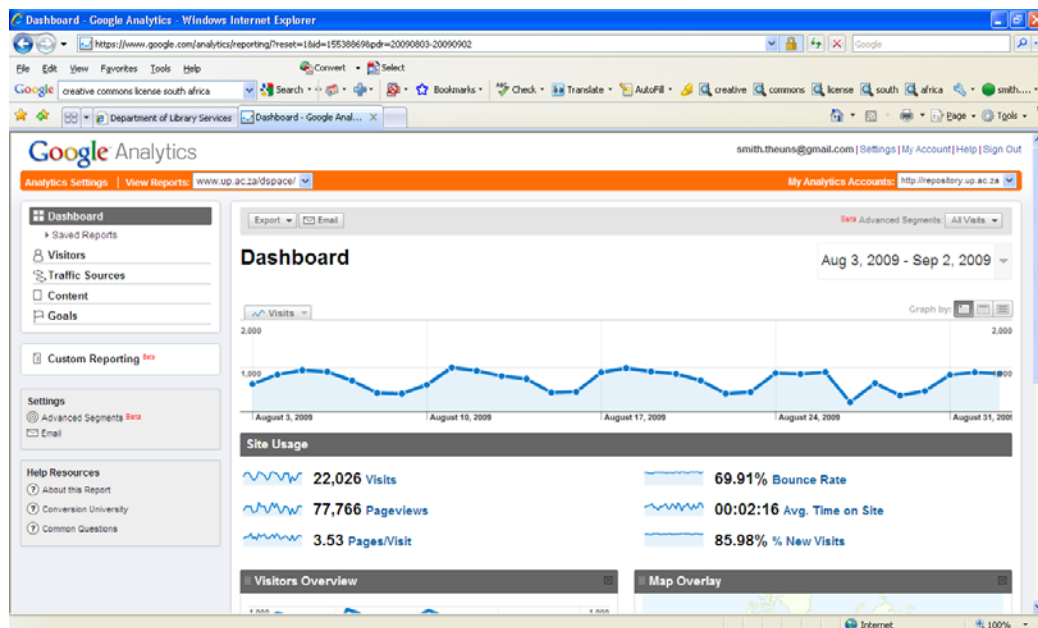 Dashboard - Google Analytics - Windows Internet Explorer
https://www.google.com/analytics/reporting/?reset=1&id=15538869&pdr=20090803-20090902
Google
File Edit View Favorites Tools Help
Convert Select
Google creative commons license south africa Search Bookmarks Check Translate AutoFill creative commons license south africa smith....
Department of Library Services Dashboard - Google Anal... X Page Tools
Google Analytics
smith.theuns@gmail.com | Settings | My Account | Help | Sign Out
Analytics Settings | View Reports: www.up.ac.za/dspace/
My Analytics Accounts: http://repository.up.ac.za
Dashboard
Saved Reports
Visitors
Traffic Sources
Content
Goals
Custom Reporting Beta
Settings
Advanced Segments Beta
Email
Help Resources
About this Report
Conversion University
Common Questions
Export Email
Beta Advanced Segments: All Visits
Dashboard
Aug 3, 2009 - Sep 2, 2009
Visits
Graph by:
2,000 2,000
1,000 1,000
August 3, 2009 August 10, 2009 August 17, 2009 August 24, 2009 August 31, 2009
Site Usage
22,026 Visits
69.91% Bounce Rate
77,766 Pageviews
00:02:16 Avg. Time on Site
3.53 Pages/Visit
85.98% % New Visits
Visitors Overview
Map Overlay
1,000 1,000
Internet 100%